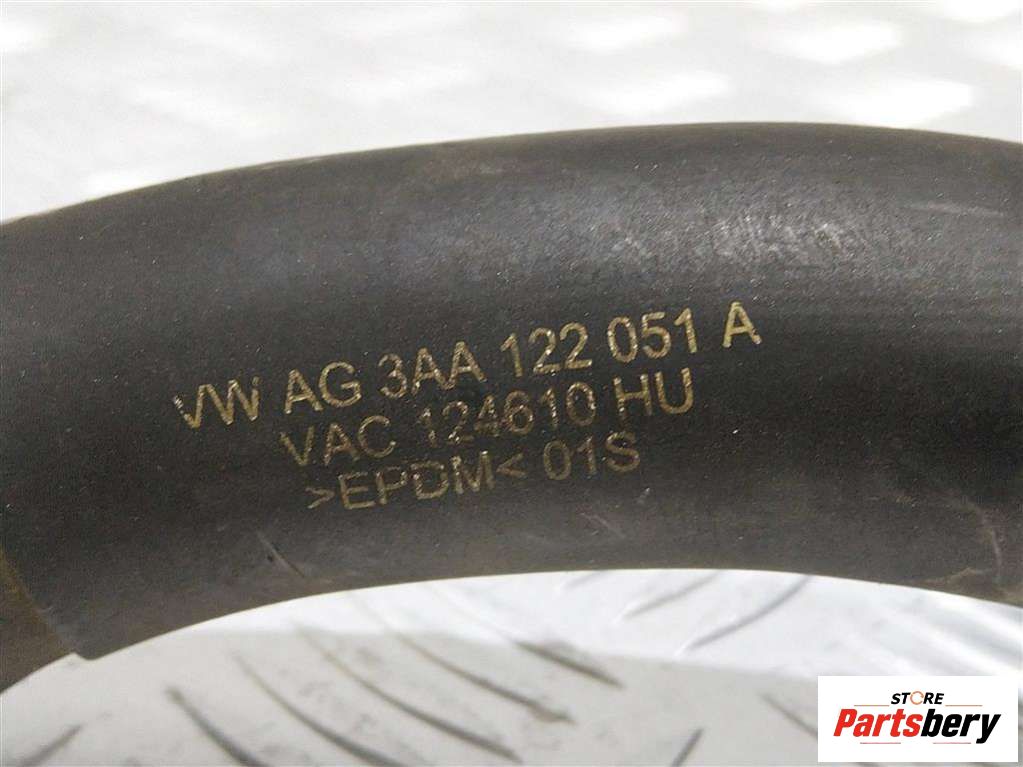 VW AG 3AA 122 051 A
VAC 124610 HU
>EPDM< 01S
STORE
Partsbery